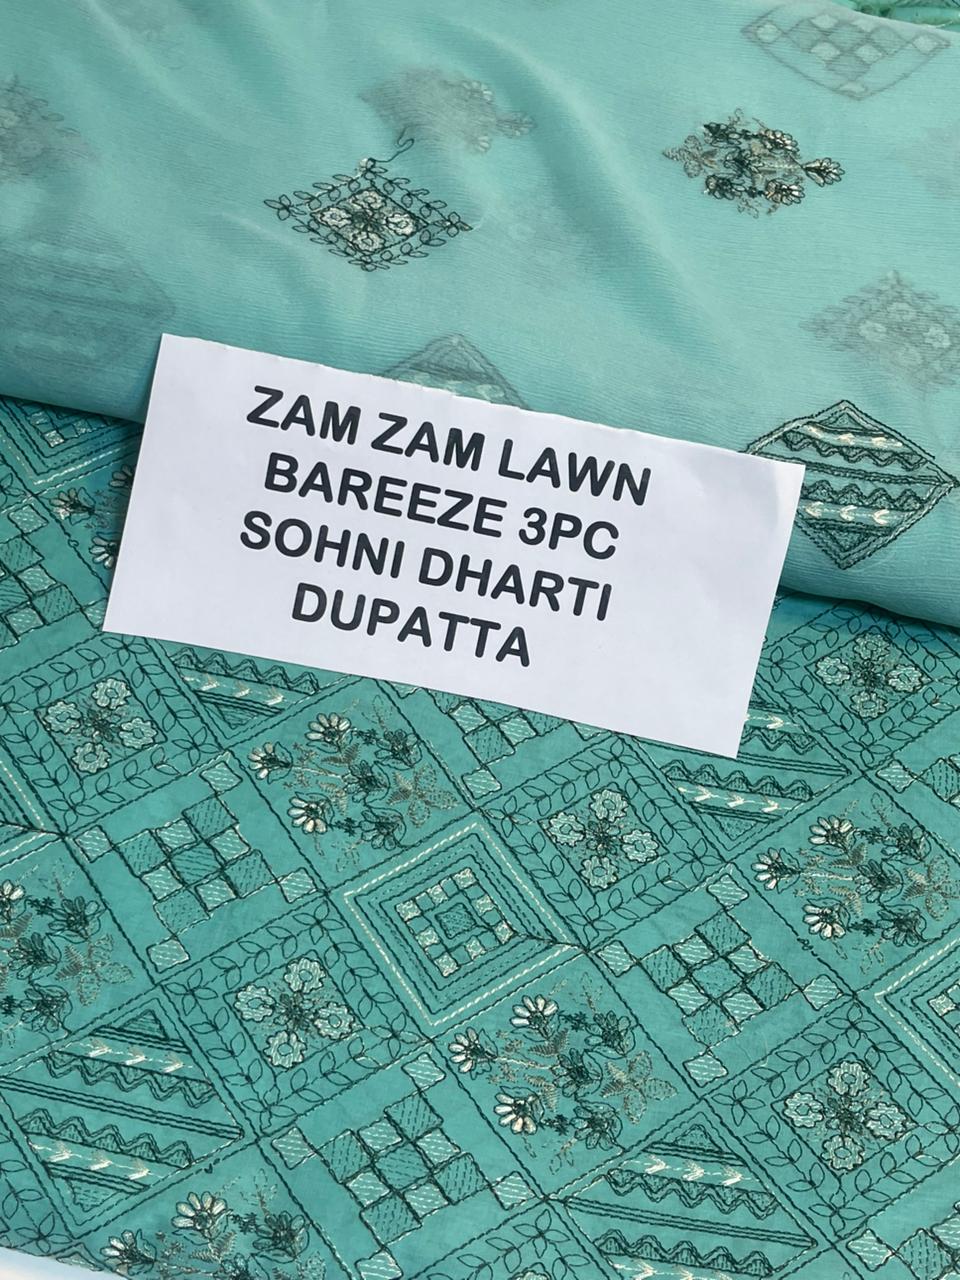 ZAM ZAM LAWN
BAREEZE 3PC
SOHNI DHARTI
DUPATTA